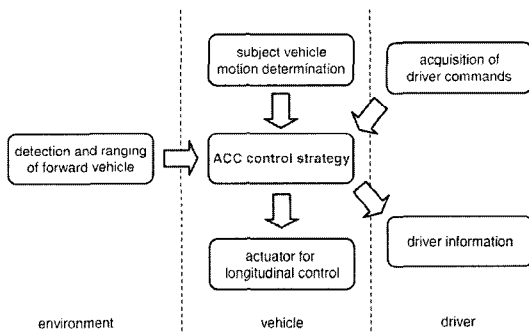 subject vehicle
motion determination
acquisition of
driver commands
detection and ranging
of forward vehicle
ACC control strategy
actuator for
longitudinal control
driver information
environment
vehicle
driver